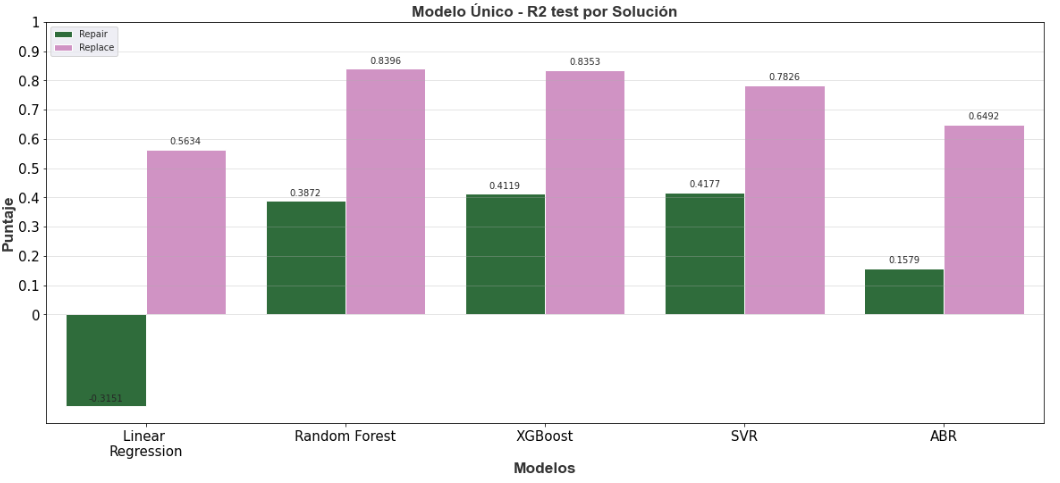 Modelo Único - R2 test por Solución
Repair
Replace
1
0.9
0.8
0.7
0.6
0.5
0.4
0.3
0.2
0.1
0
Puntaje
-0.3151
0.5634
0.3872
0.8396
0.4119
0.8353
0.4177
0.7826
0.1579
0.6492
Linear
Regression
Random Forest
XGBoost
SVR
ABR
Modelos